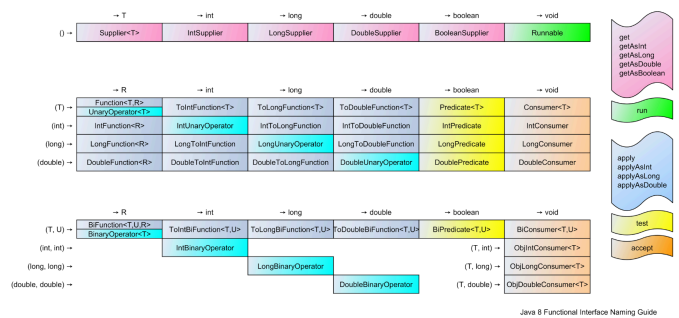 → T → int → long → double → boolean → void
() → Supplier<T> IntSupplier LongSupplier DoubleSupplier BooleanSupplier Runnable
→ R → int → long → double → boolean → void
(T) → Function<T,R> UnaryOperator<T> ToIntFunction<T> ToLongFunction<T> ToDoubleFunction<T> Predicate<T> Consumer<T>
(int) → IntFunction<R> IntUnaryOperator IntToLongFunction IntToDoubleFunction IntPredicate IntConsumer
(long) → LongFunction<R> LongToIntFunction LongUnaryOperator LongToDoubleFunction LongPredicate LongConsumer
(double) → DoubleFunction<R> DoubleToIntFunction DoubleToLongFunction DoubleUnaryOperator DoublePredicate DoubleConsumer
→ R → int → long → double → boolean → void
(T, U) → BiFunction<T,U,R> BinaryOperator<T> ToIntBiFunction<T,U> ToLongBiFunction<T,U> ToDoubleBiFunction<T,U> BiPredicate<T,U> BiConsumer<T,U>
(int, int) → IntBinaryOperator (T, int) → ObjIntConsumer<T>
(long, long) → LongBinaryOperator (T, long) → ObjLongConsumer<T>
(double, double) → DoubleBinaryOperator (T, double) → ObjDoubleConsumer<T>
get
getAsInt
getAsLong
getAsDouble
getAsBoolean
run
apply
applyAsInt
applyAsLong
applyAsDouble
test
accept
Java 8 Functional Interface Naming Guide